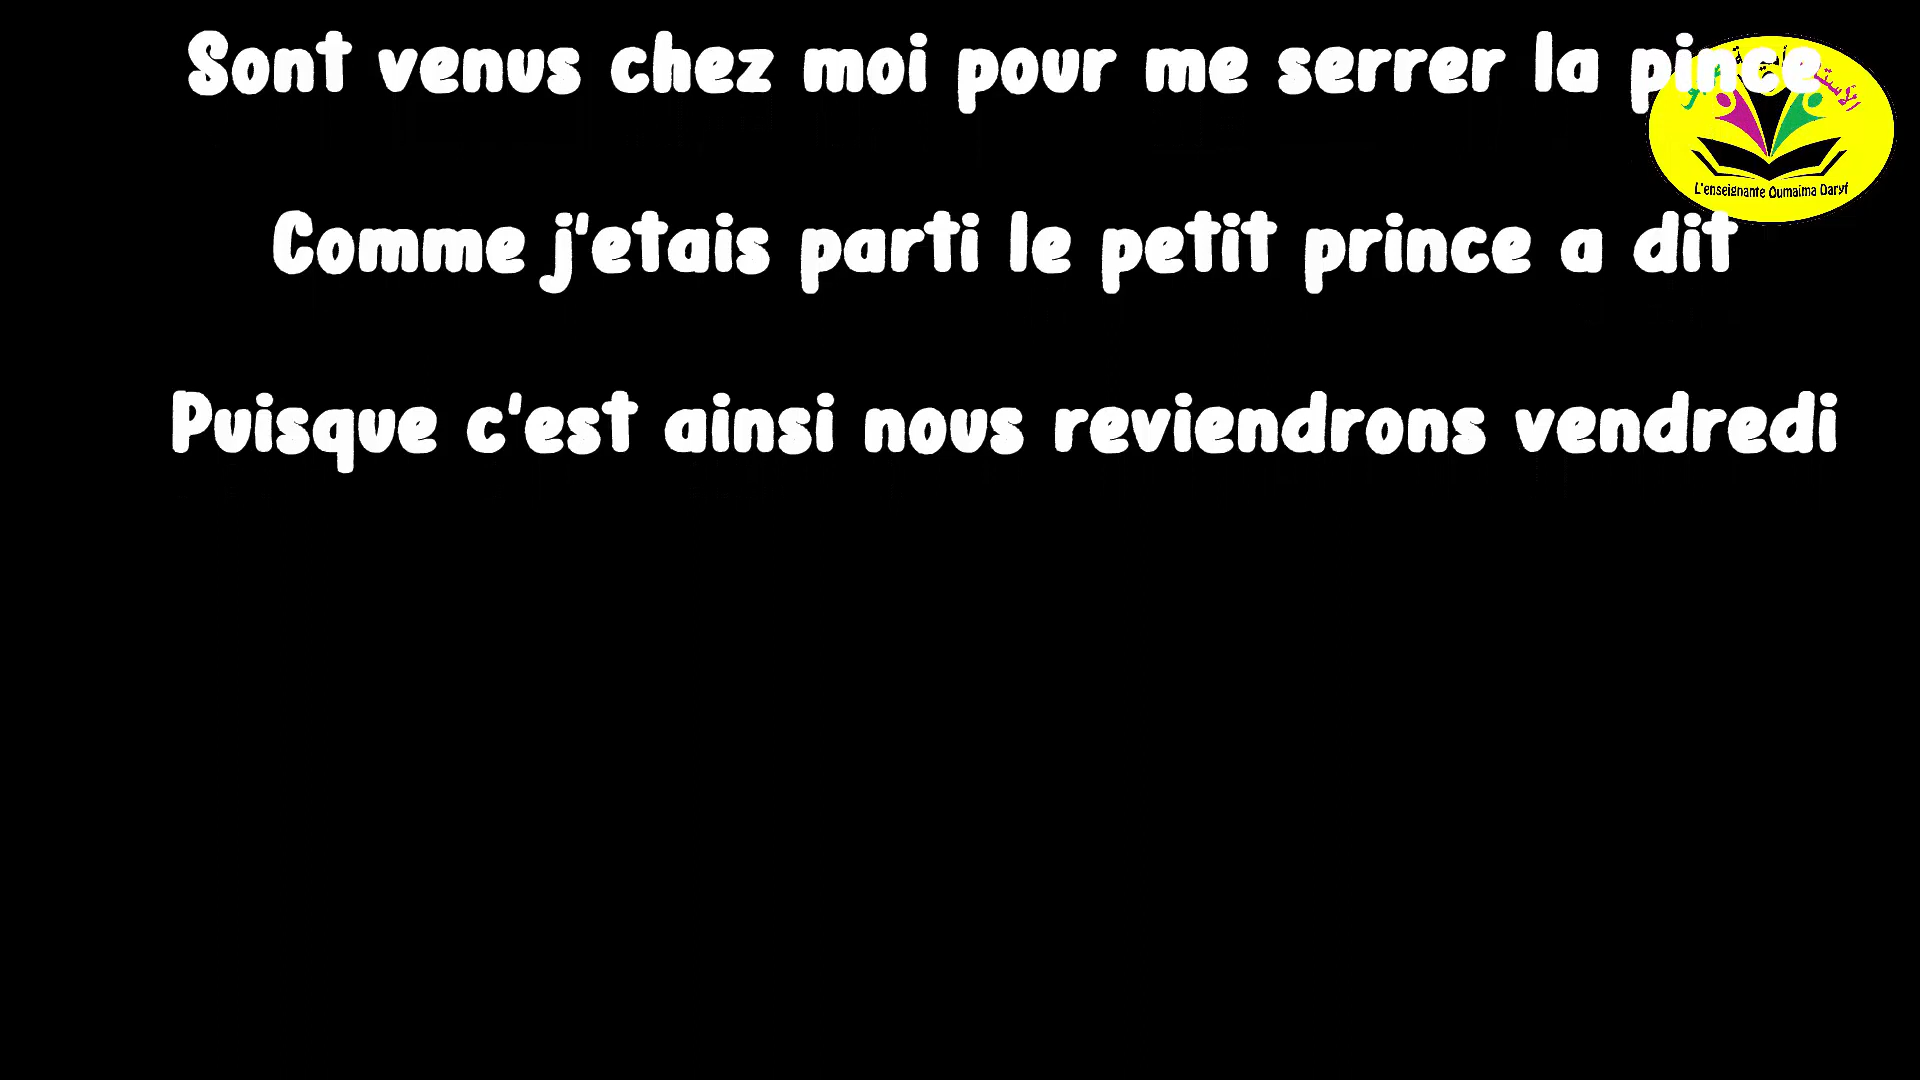 Sont venus chez moi pour me serrer la pince
L'enseignante Oumaima Daryf
Comme j'etais parti le petit prince a dit
Puisque c'est ainsi nous reviendrons vendredi